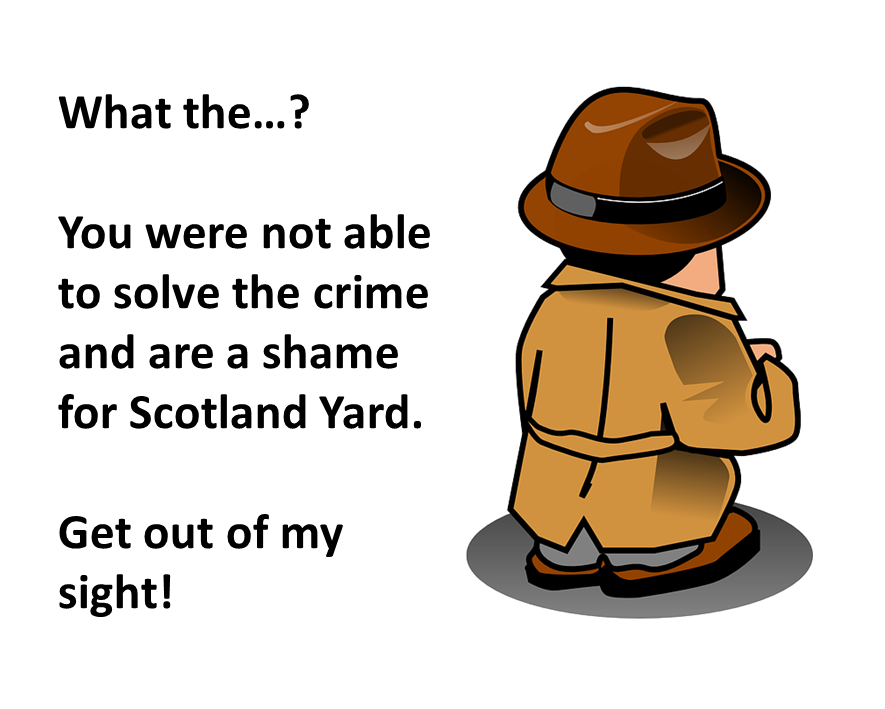 What the…?
You were not able
to solve the crime
and are a shame
for Scotland Yard.
Get out of my
sight!